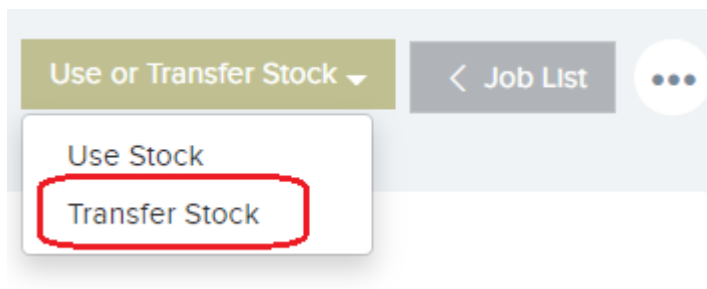 Use or Transfer Stock
< Job List
Use Stock
Transfer Stock